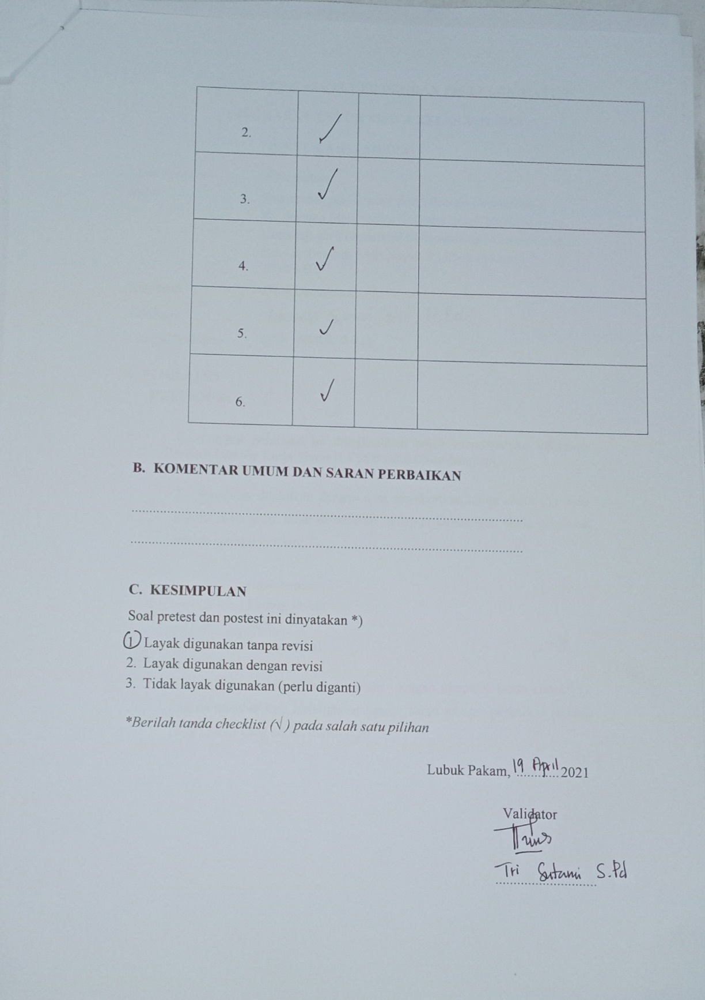 2. ✓
3. ✓
4. ✓
5. ✓
6. ✓
B. KOMENTAR UMUM DAN SARAN PERBAIKAN
C. KESIMPULAN
Soal pretest dan postest ini dinyatakan *)
1 Layak digunakan tanpa revisi
2. Layak digunakan dengan revisi
3. Tidak layak digunakan (perlu diganti)
*Berilah tanda checklist (√ ) pada salah satu pilihan
Lubuk Pakam, 19 April 2021
Validator
Tri Sutami S.Pd